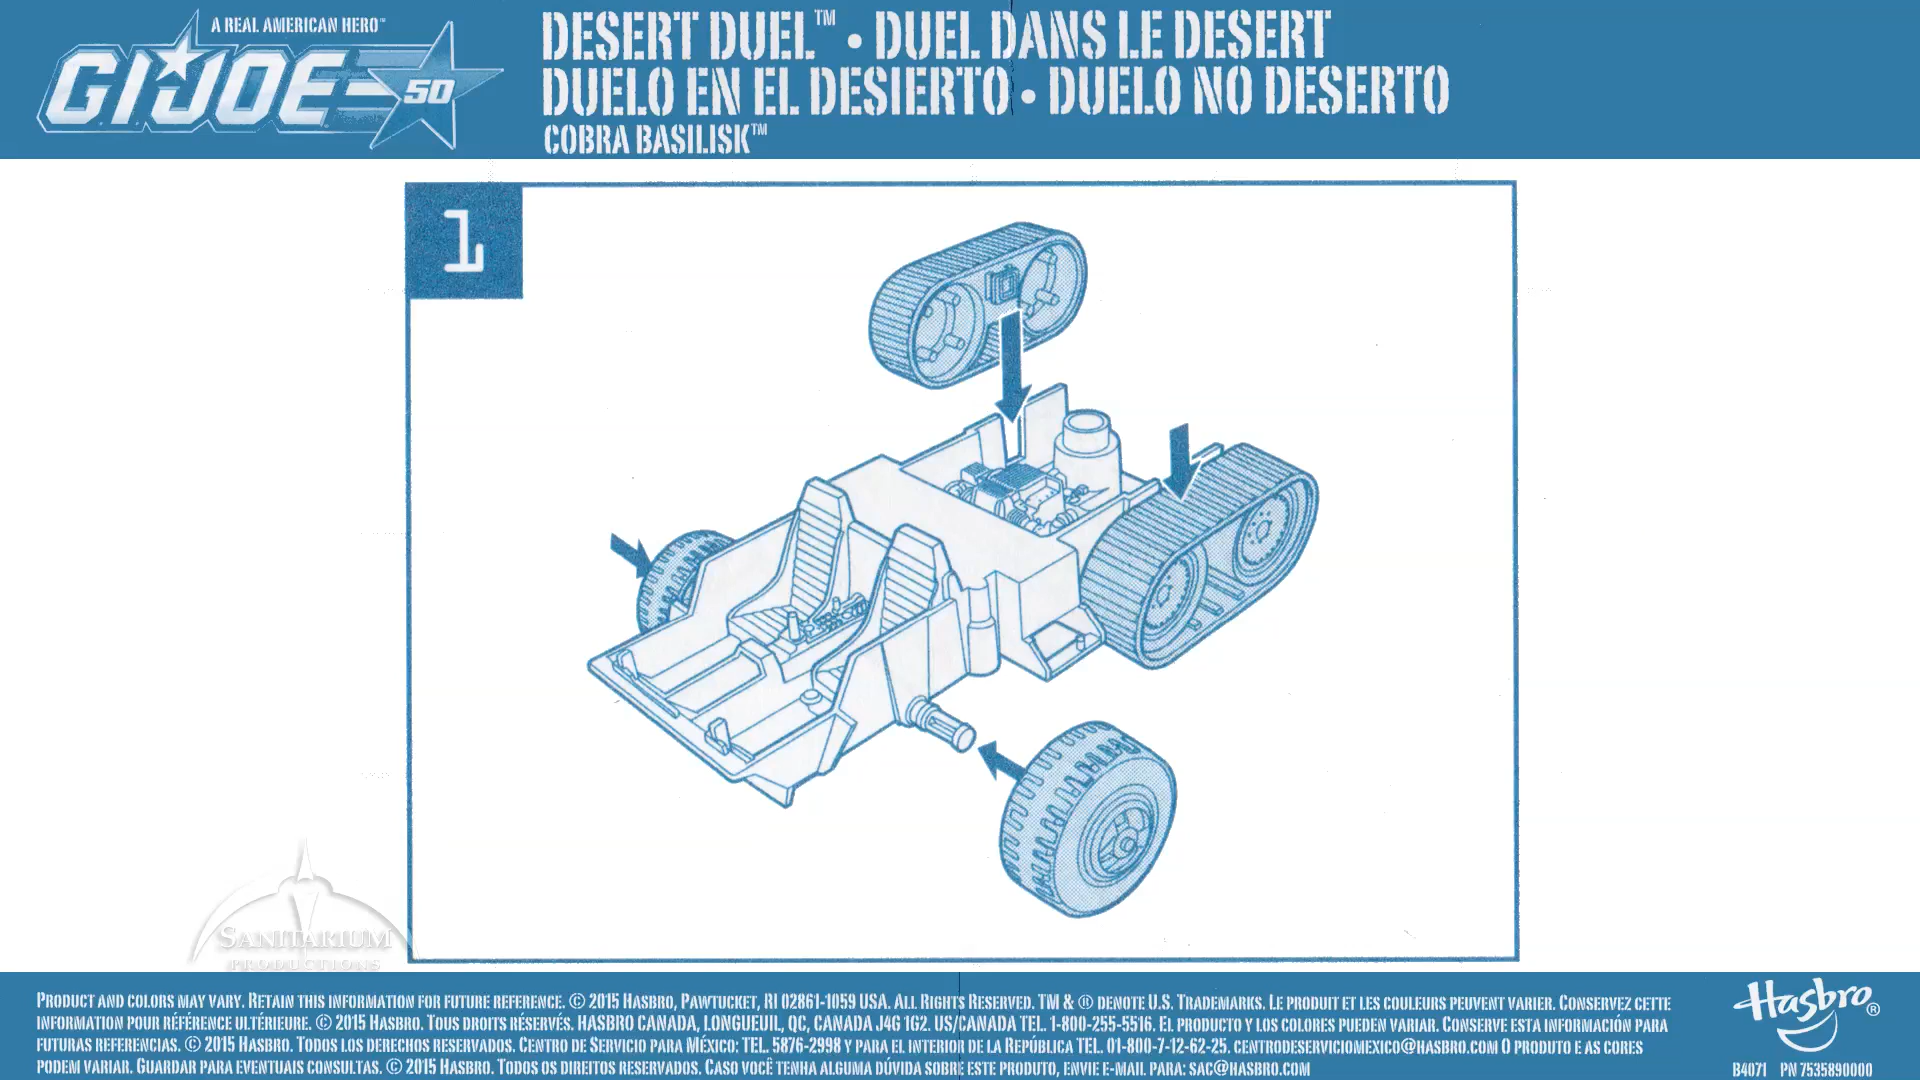 A REAL AMERICAN HERO™
GI JOE 50
DESERT DUEL™ • DUEL DANS LE DESERT
DUELO EN EL DESIERTO • DUELO NO DESERTO
COBRA BASILISK™
1
SANITARIUM
PRODUCTIONS
PRODUCT AND COLORS MAY VARY. RETAIN THIS INFORMATION FOR FUTURE REFERENCE. © 2015 HASBRO, PAWTUCKET, RI 02861-1059 USA. ALL RIGHTS RESERVED. TM & ® DENOTE U.S. TRADEMARKS. LE PRODUIT ET LES COULEURS PEUVENT VARIER. CONSERVEZ CETTE
INFORMATION POUR RÉFÉRENCE ULTÉRIEURE. © 2015 HASBRO. TOUS DROITS RÉSERVÉS. HASBRO CANADA, LONGUEUIL, QC, CANADA J4G 1G2. US/CANADA TEL. 1-800-255-5516. EL PRODUCTO Y LOS COLORES PUEDEN VARIAR. CONSERVE ESTA INFORMACIÓN PARA
FUTURAS REFERENCIAS. © 2015 HASBRO. TODOS LOS DERECHOS RESERVADOS. CENTRO DE SERVICIO PARA MÉXICO: TEL. 5876-2998 Y PARA EL INTERIOR DE LA REPÚBLICA TEL. 01-800-7-12-62-25. CENTRODESERVICIOMEXICO@HASBRO.COM O PRODUTO E AS CORES
PODEM VARIAR. GUARDAR PARA EVENTUAIS CONSULTAS. © 2015 HASBRO. TODOS OS DIREITOS RESERVADOS. CASO VOCÊ TENHA ALGUMA DÚVIDA SOBRE ESTE PRODUTO, ENVIE E-MAIL PARA: SAC@HASBRO.COM
Hasbro®
B4071 PN 7535890000